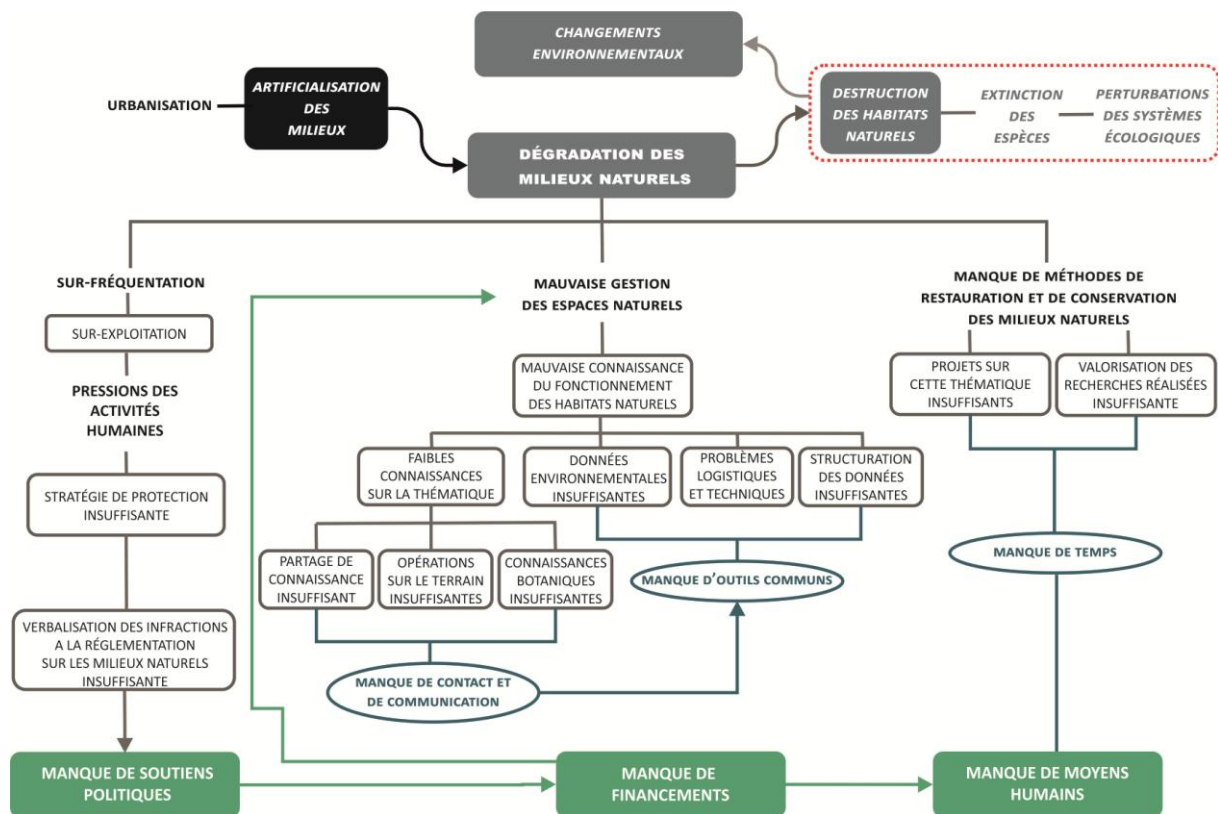 CHANGEMENTS
ENVIRONNEMENTAUX
URBANISATION
ARTIFICIALISATION
DES
MILIEUX
DESTRUCTION
DES HABITATS
NATURELS
EXTINCTION
DES
ESPÈCES
PERTURBATIONS
DES SYSTÈMES
ÉCOLOGIQUES
DÉGRADATION DES
MILIEUX NATURELS
SUR-FRÉQUENTATION
SUR-EXPLOITATION
PRESSIONS DES
ACTIVITÉS
HUMAINES
STRATÉGIE DE PROTECTION
INSUFFISANTE
VERBALISATION DES INFRACTIONS
A LA RÉGLEMENTATION
SUR LES MILIEUX NATURELS
INSUFFISANTE
MAUVAISE GESTION
DES ESPACES NATURELS
MAUVAISE CONNAISSANCE
DU FONCTIONNEMENT
DES HABITATS NATURELS
FAIBLES
CONNAISSANCES
SUR LA THÉMATIQUE
DONNÉES
ENVIRONNEMENTALES
INSUFFISANTES
PROBLÈMES
LOGISTIQUES
ET TECHNIQUES
STRUCTURATION
DES DONNÉES
INSUFFISANTES
PARTAGE DE
CONNAISSANCE
INSUFFISANT
OPÉRATIONS
SUR LE TERRAIN
INSUFFISANTES
CONNAISSANCES
BOTANIQUES
INSUFFISANTES
MANQUE D'OUTILS COMMUNS
MANQUE DE CONTACT ET
DE COMMUNICATION
MANQUE DE MÉTHODES DE
RESTAURATION ET DE CONSERVATION
DES MILIEUX NATURELS
PROJETS SUR
CETTE THÉMATIQUE
INSUFFISANTS
VALORISATION DES
RECHERCHES RÉALISÉES
INSUFFISANTE
MANQUE DE TEMPS
MANQUE DE SOUTIENS
POLITIQUES
MANQUE DE
FINANCEMENTS
MANQUE DE MOYENS
HUMAINS